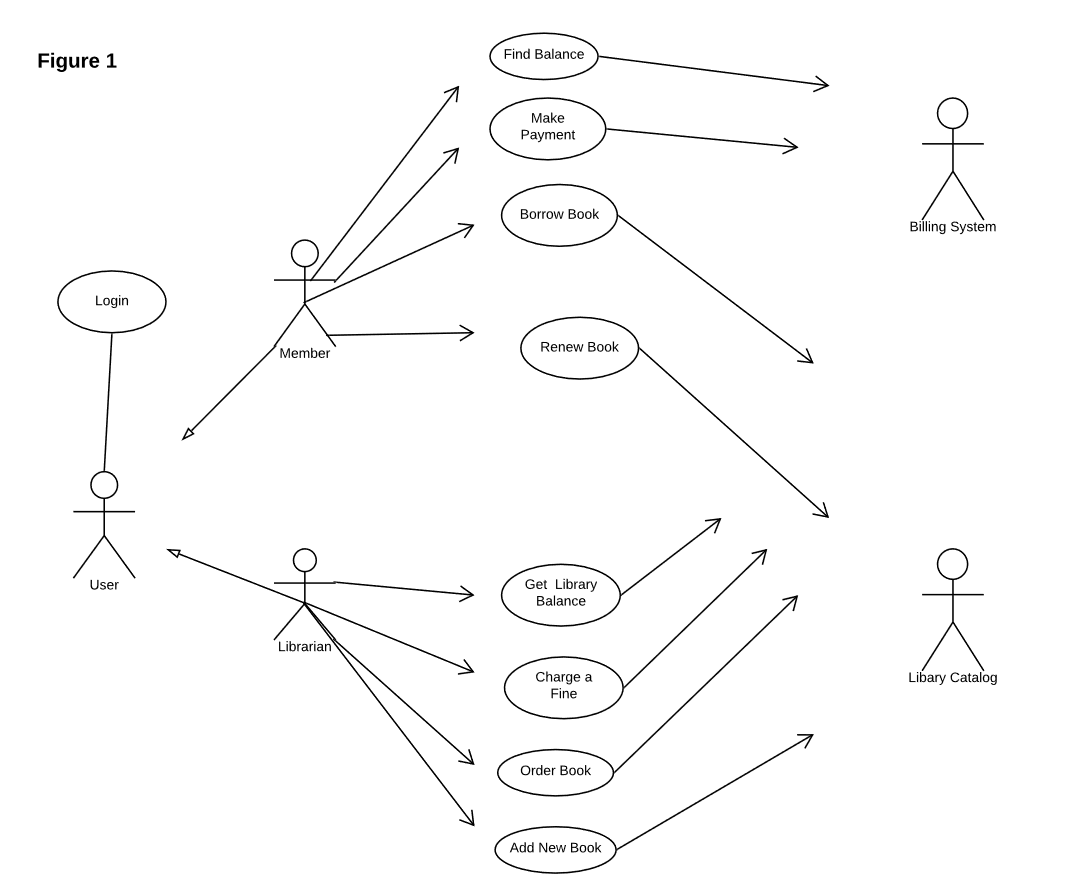 Figure 1
Find Balance
Make
Payment
Borrow Book
Billing System
Login
Renew Book
Member
User
Get  Library
Balance
Librarian
Charge a
Fine
Libary Catalog
Order Book
Add New Book